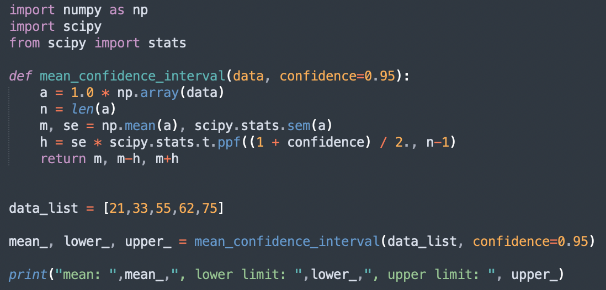 import numpy as np
import scipy
from scipy import stats
def mean_confidence_interval(data, confidence=0.95):
    a = 1.0 * np.array(data)
    n = len(a)
    m, se = np.mean(a), scipy.stats.sem(a)
    h = se * scipy.stats.t.ppf((1 + confidence) / 2., n-1)
    return m, m-h, m+h
data_list = [21,33,55,62,75]
mean_, lower_, upper_ = mean_confidence_interval(data_list, confidence=0.95)
print("mean: ",mean_,", lower limit: ",lower_,", upper limit: ", upper_)